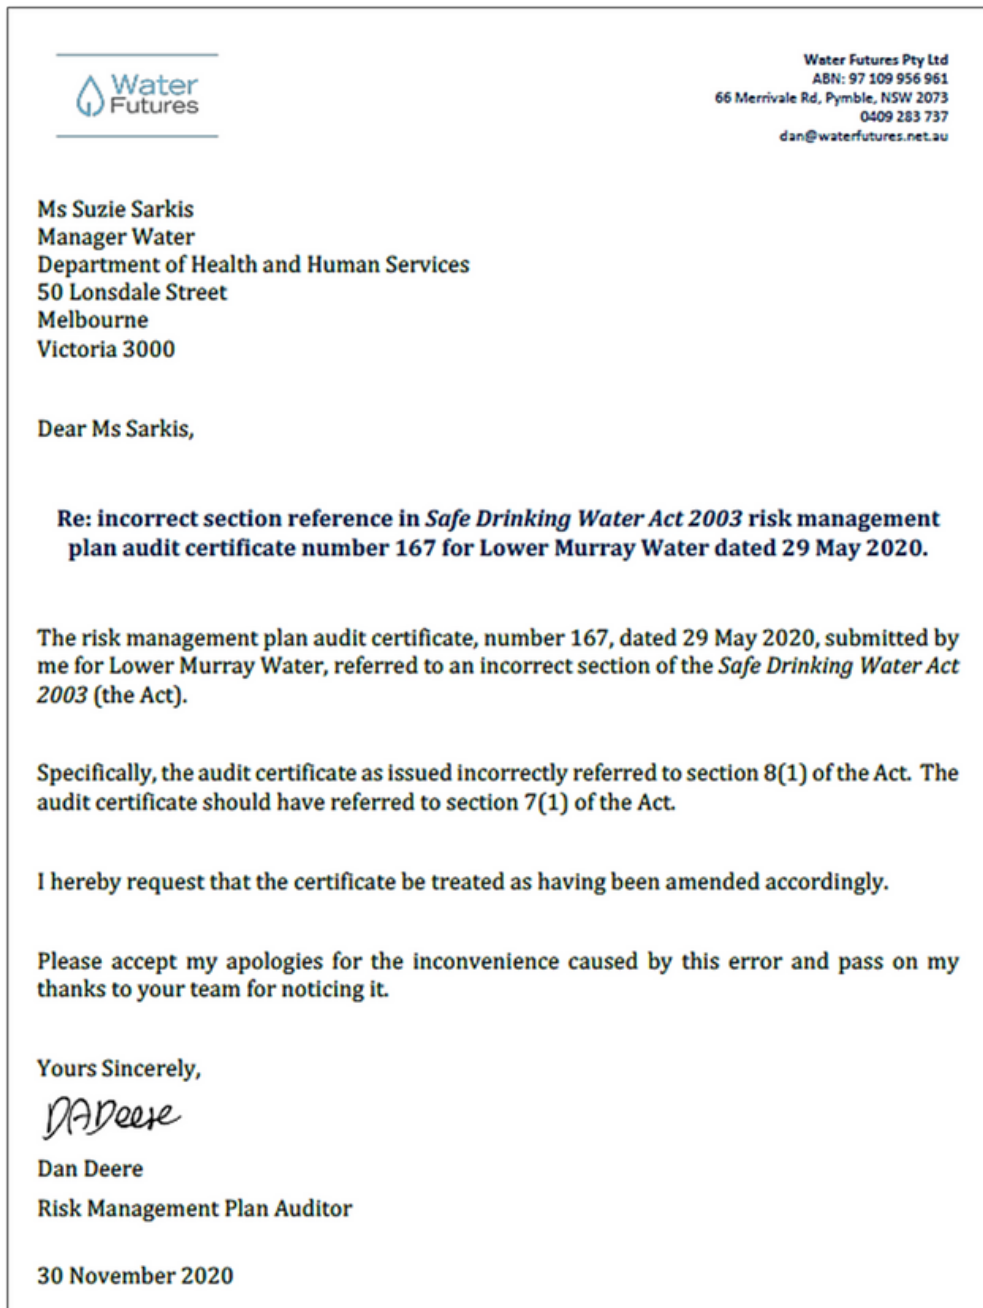 Water
Futures
Water Futures Pty Ltd
ABN: 97 109 956 961
66 Merrivale Rd, Pymble, NSW 2073
0409 283 737
dan@waterfutures.net.au
Ms Suzie Sarkis
Manager Water
Department of Health and Human Services
50 Lonsdale Street
Melbourne
Victoria 3000
Dear Ms Sarkis,
Re: incorrect section reference in Safe Drinking Water Act 2003 risk management
plan audit certificate number 167 for Lower Murray Water dated 29 May 2020.
The risk management plan audit certificate, number 167, dated 29 May 2020, submitted by
me for Lower Murray Water, referred to an incorrect section of the Safe Drinking Water Act
2003 (the Act).
Specifically, the audit certificate as issued incorrectly referred to section 8(1) of the Act. The
audit certificate should have referred to section 7(1) of the Act.
I hereby request that the certificate be treated as having been amended accordingly.
Please accept my apologies for the inconvenience caused by this error and pass on my
thanks to your team for noticing it.
Yours Sincerely,
DADeere
Dan Deere
Risk Management Plan Auditor
30 November 2020